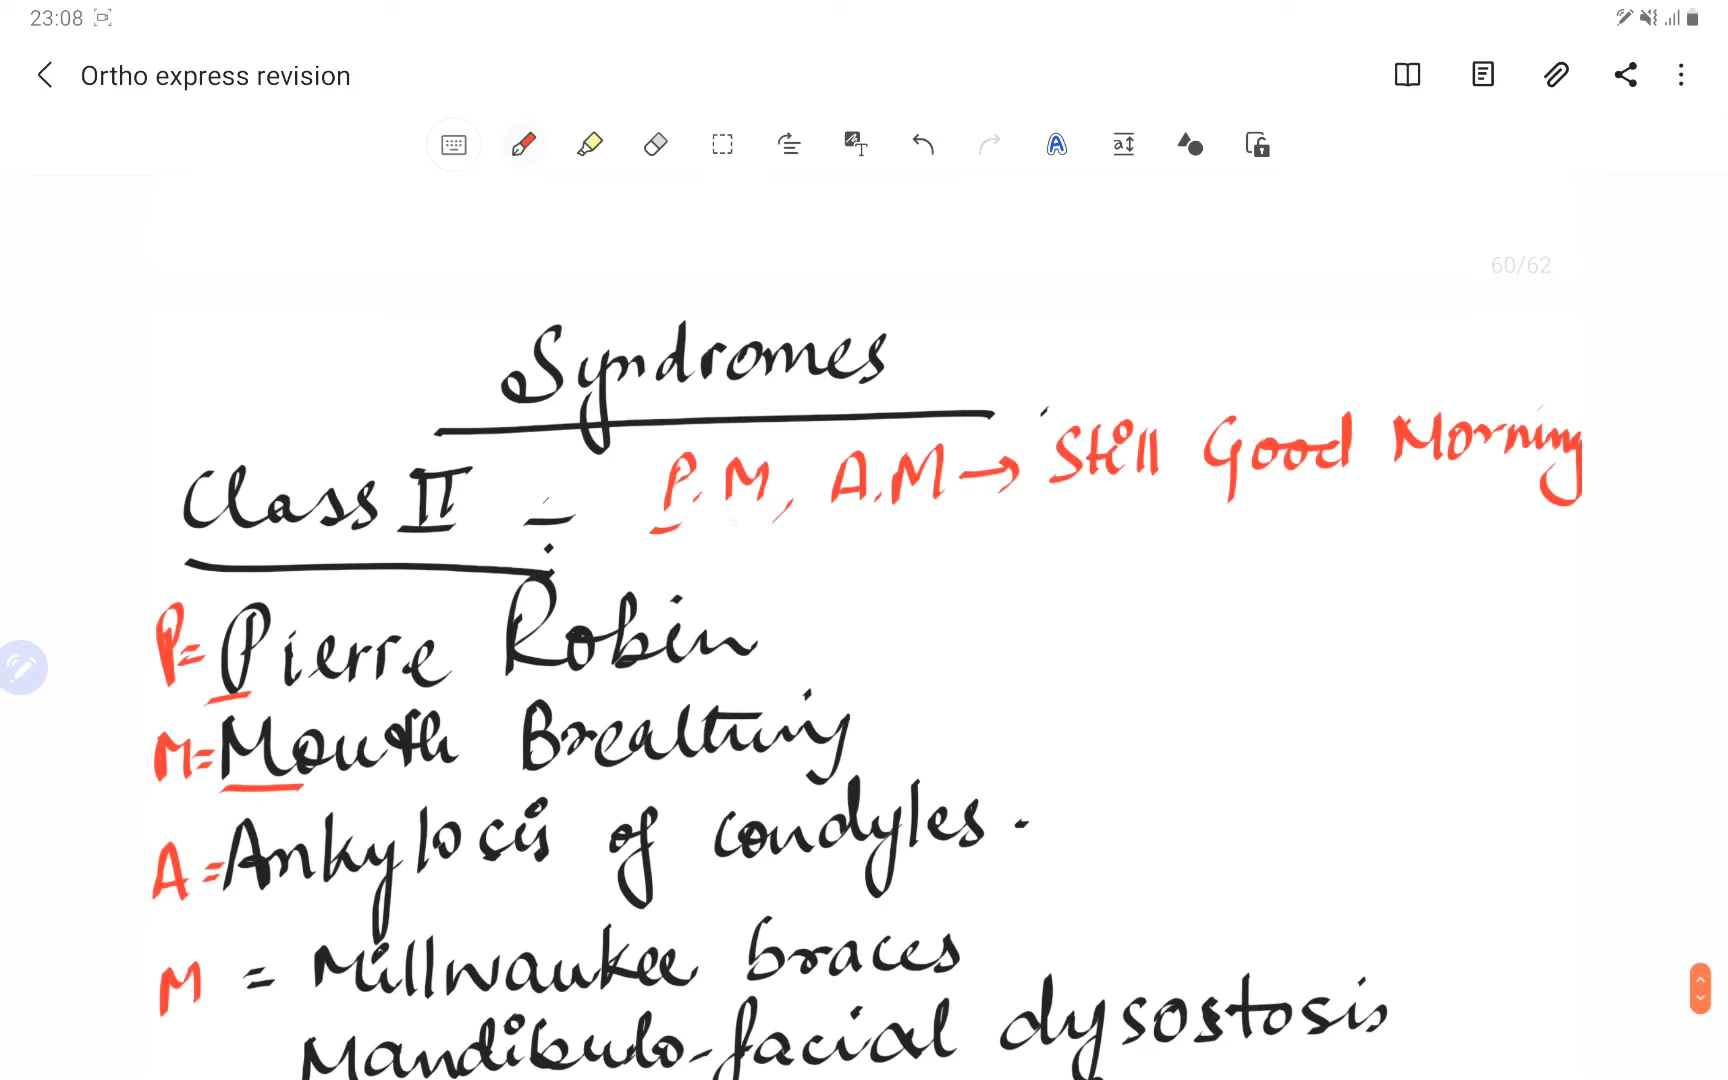 23:08
Ortho express revision
60/62
Syndromes
Class II - P.M, A.M → Still Good Morning
P= Pierre Robin
M= Mouth Breathing
A= Ankylosis of condyles.
M = Millwaukee braces
Mandibulo-facial dysostosis